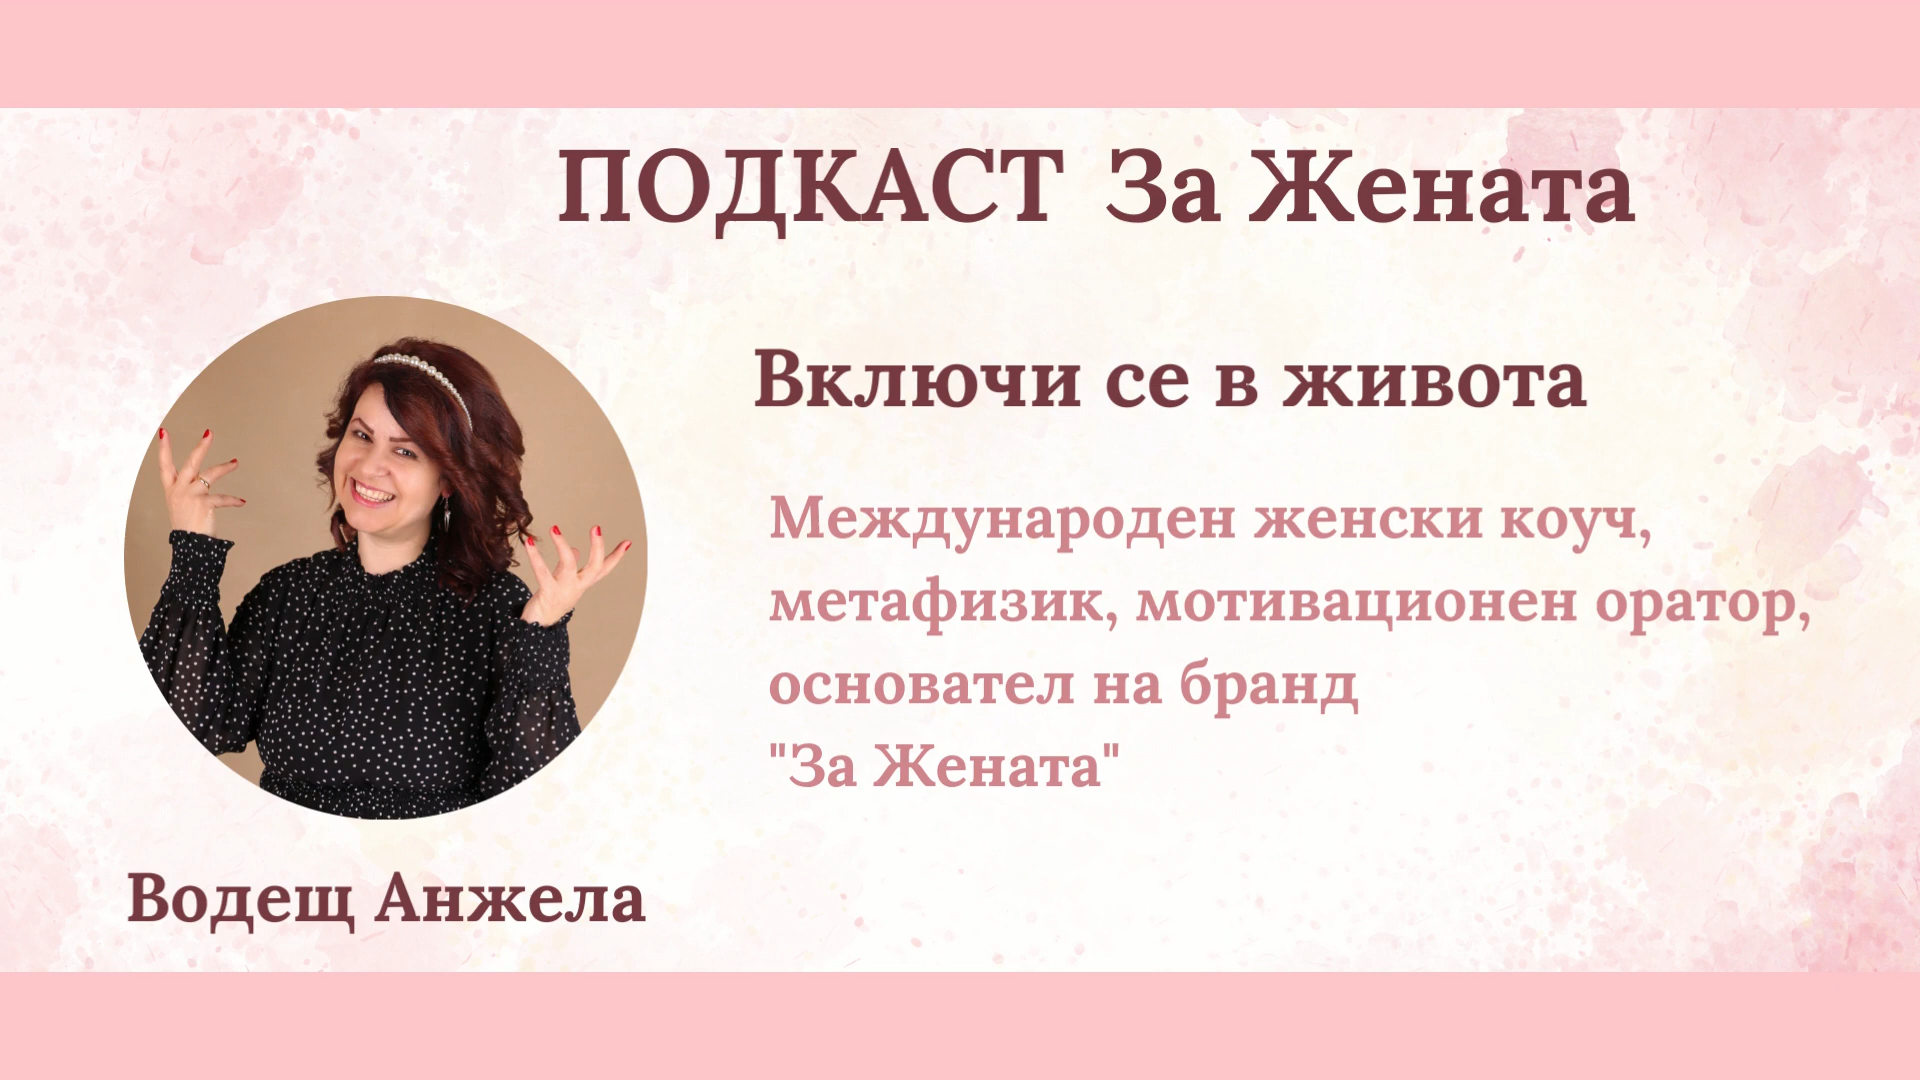 ПОДКАСТ За Жената
Включи се в живота
Международен женски коуч,
метафизик, мотивационен оратор,
основател на бранд
"За Жената"
Водещ Анжела